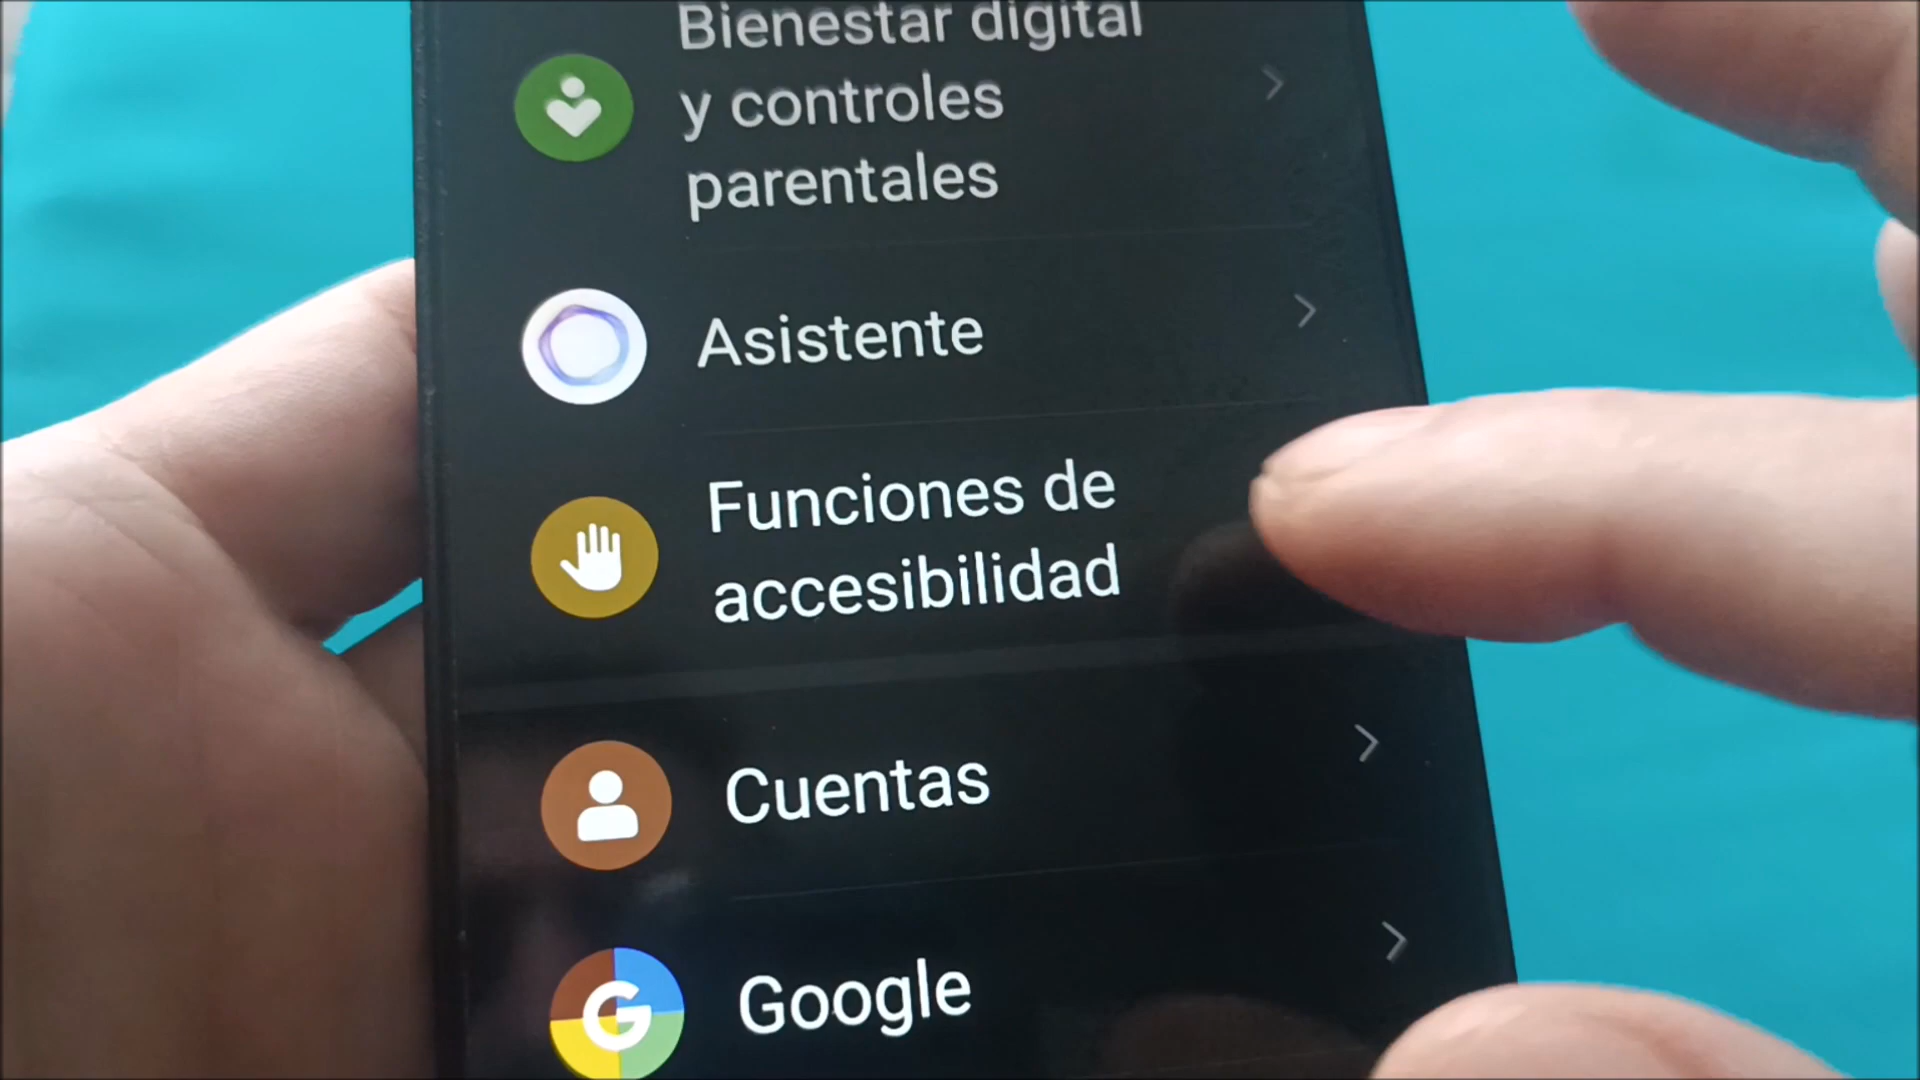 Bienestar digital
y controles
parentales
Asistente
Funciones de
accesibilidad
Cuentas
Google